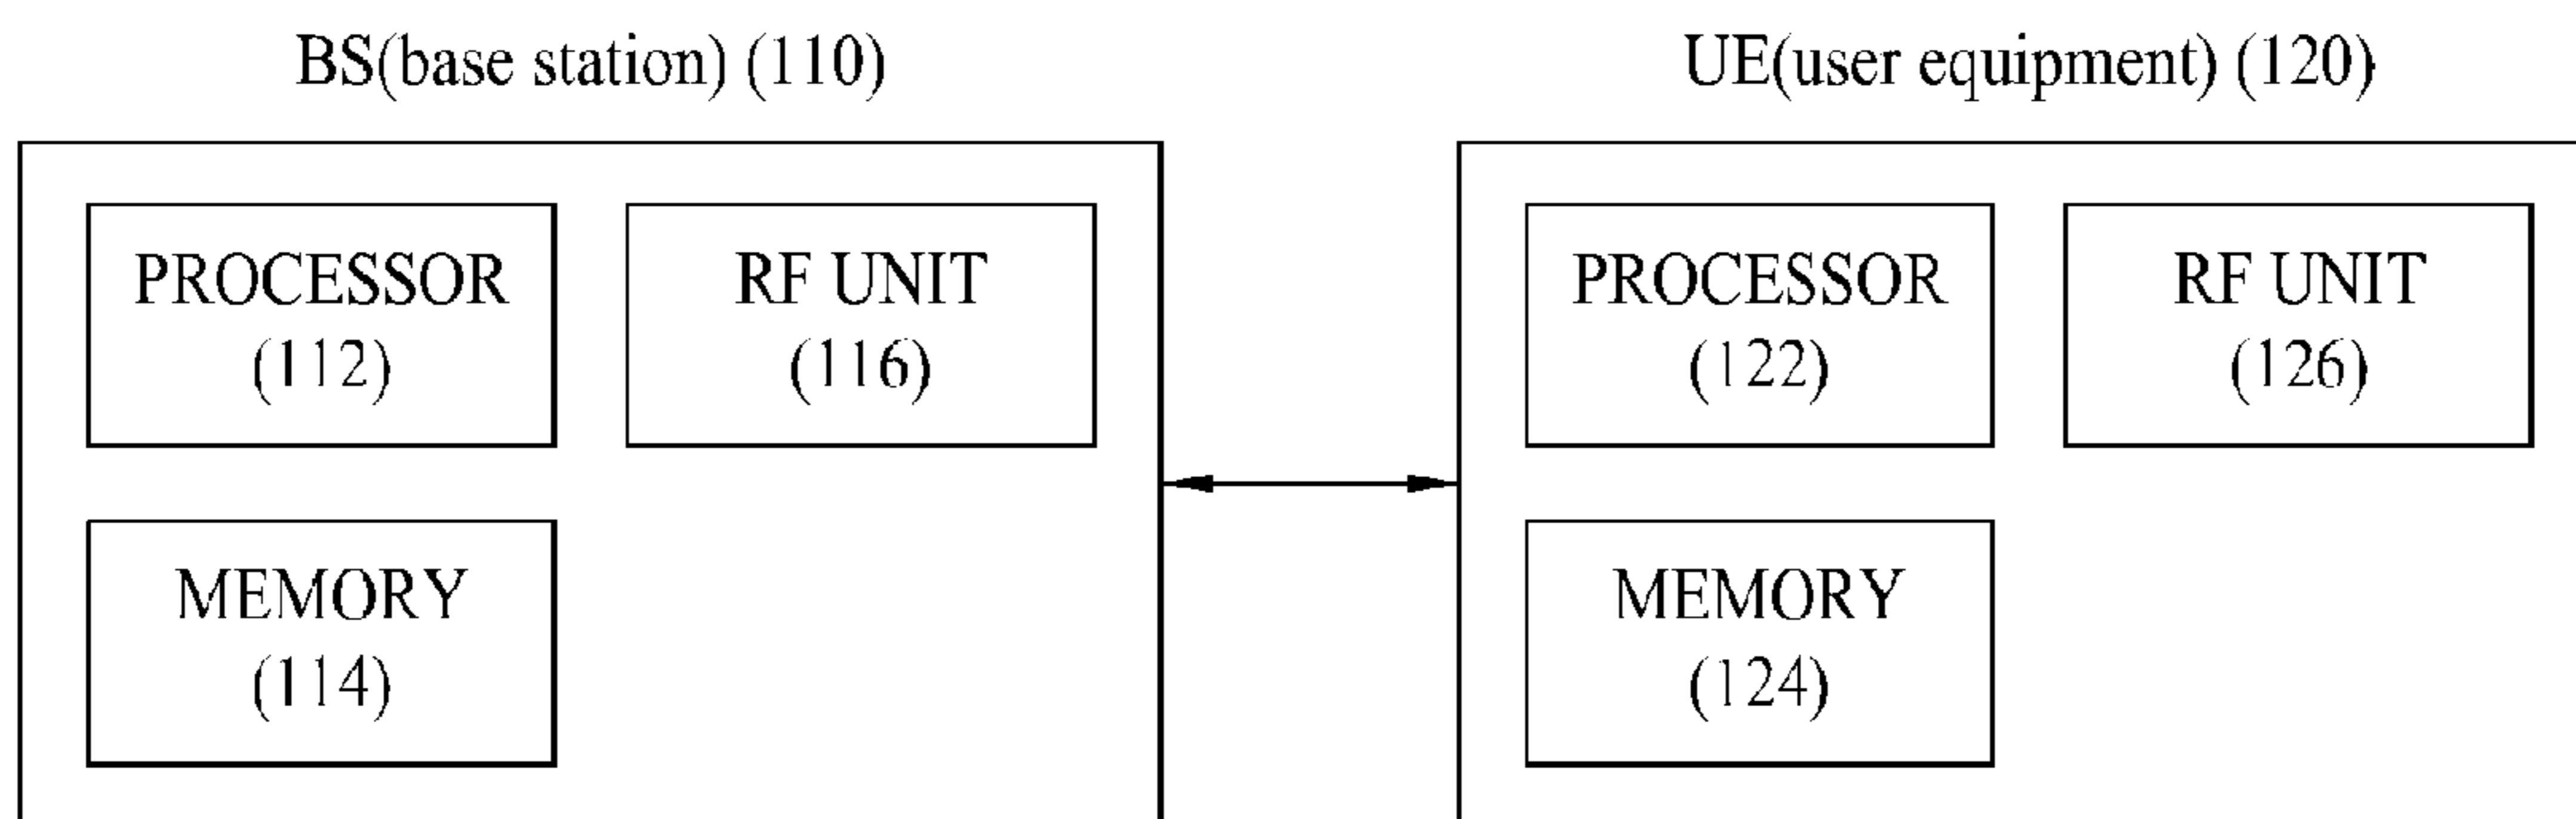 BS(base station) (110)
UE(user equipment) (120)
PROCESSOR
(112)
RF UNIT
(116)
PROCESSOR
(122)
RF UNIT
(126)
MEMORY
(114)
MEMORY
(124)